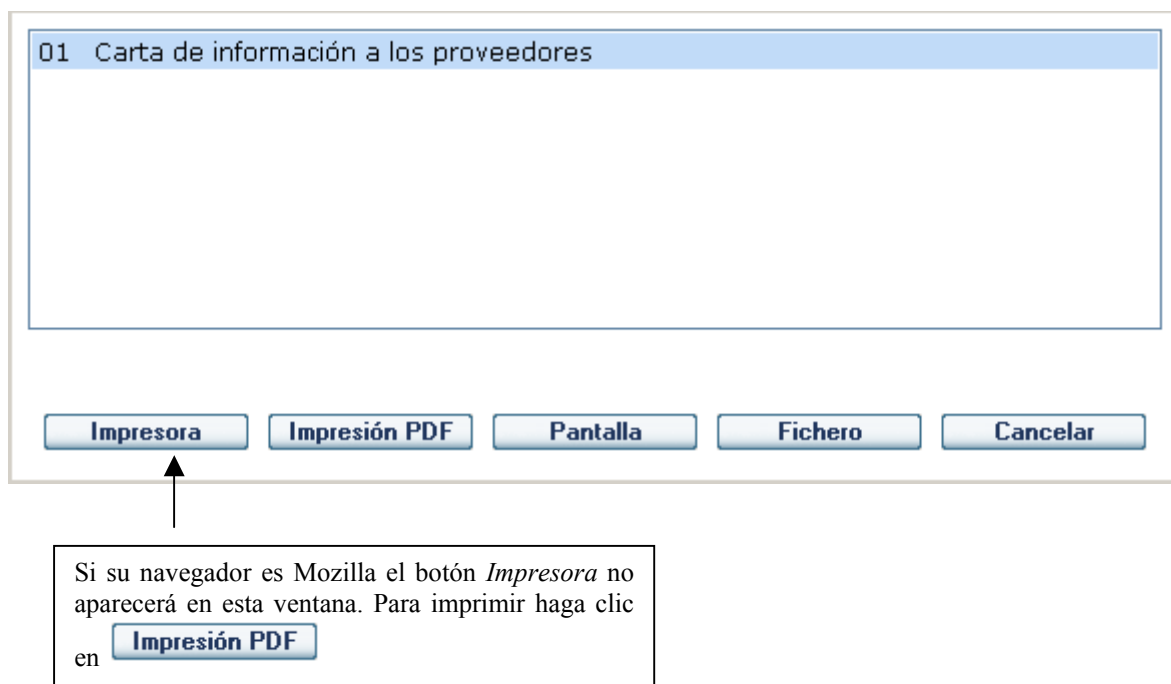 01 Carta de información a los proveedores
Impresora Impresión PDF Pantalla Fichero Cancelar
Si su navegador es Mozilla el botón Impresora no
aparecerá en esta ventana. Para imprimir haga clic
en Impresión PDF